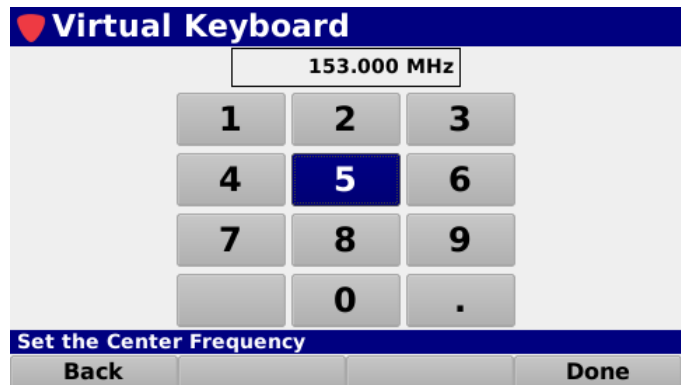 Virtual Keyboard
153.000 MHz
1 2 3
4 5 6
7 8 9
0 .
Set the Center Frequency
Back Done